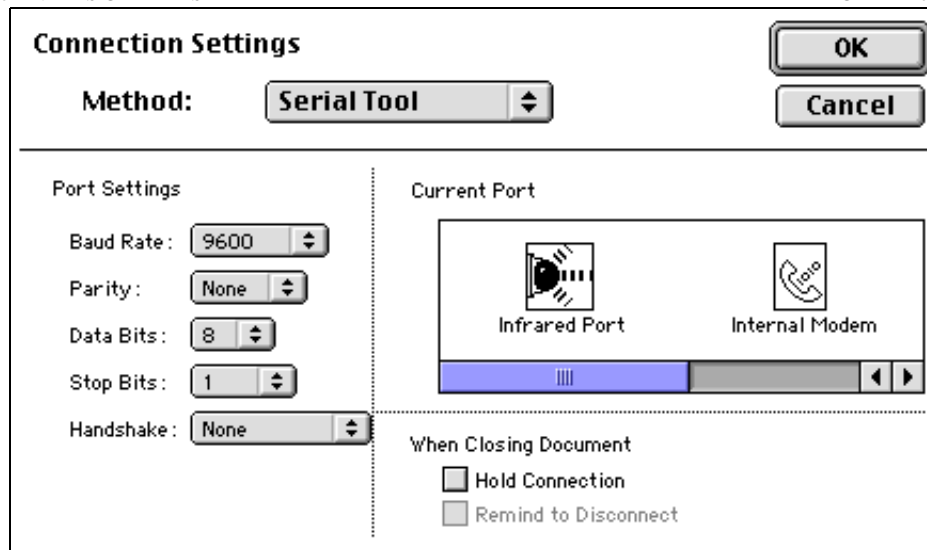 Connection Settings
OK
Method: Serial Tool
Cancel
Port Settings
Baud Rate: 9600
Parity: None
Data Bits: 8
Stop Bits: 1
Handshake: None
Current Port
Infrared Port
Internal Modem
When Closing Document
Hold Connection
Remind to Disconnect